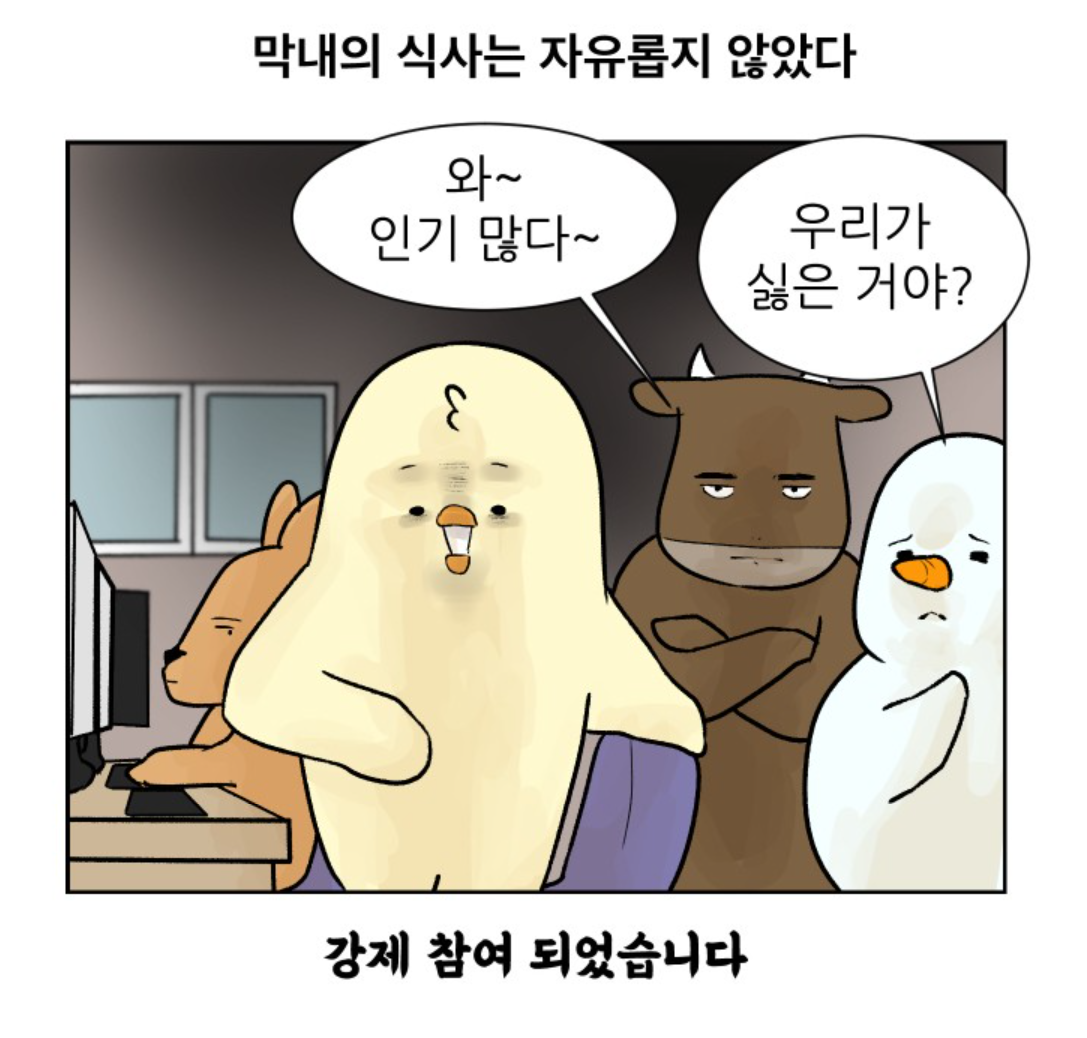 막내의 식사는 자유롭지 않았다
와~
인기 많다~
우리가
싫은 거야?
강제 참여 되었습니다